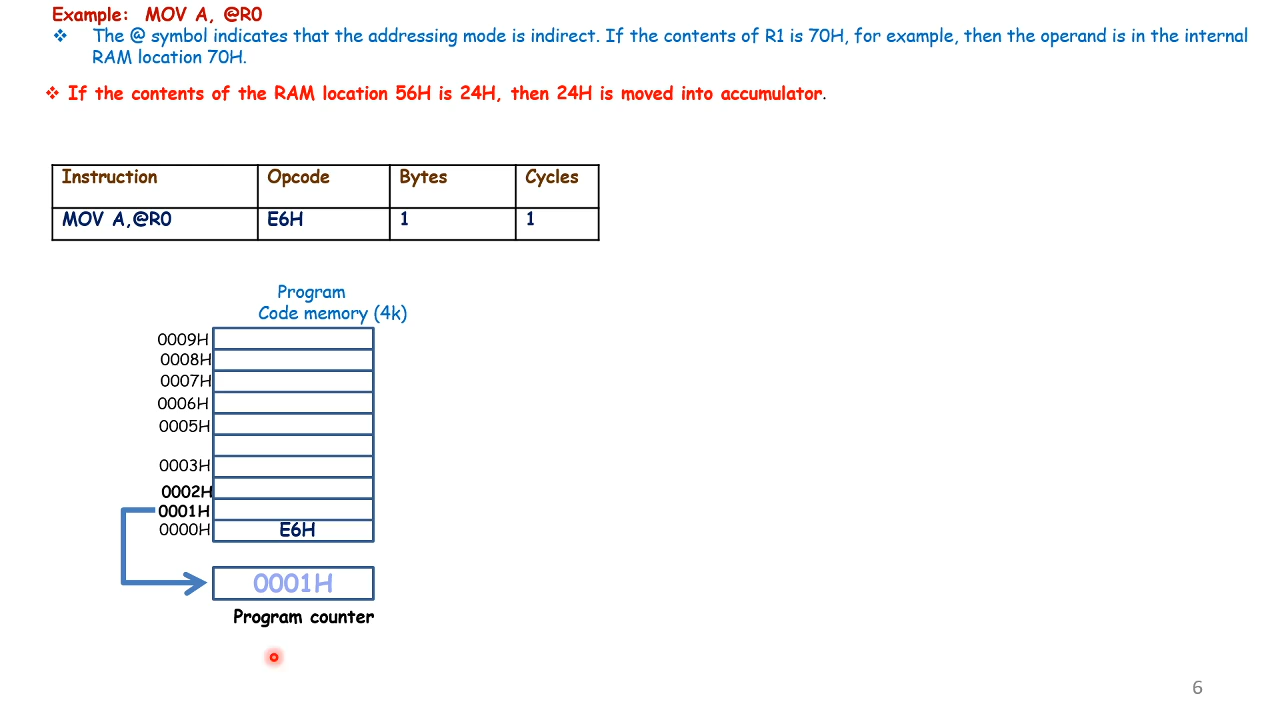 Example: MOV A, @R0
❖ The @ symbol indicates that the addressing mode is indirect. If the contents of R1 is 70H, for example, then the operand is in the internal
RAM location 70H.
❖ If the contents of the RAM location 56H is 24H, then 24H is moved into accumulator.
Instruction Opcode Bytes Cycles
MOV A,@R0 E6H 1 1
Program
Code memory (4k)
0009H
0008H
0007H
0006H
0005H
0003H
0002H
0001H
0000H E6H
0001H
Program counter
6